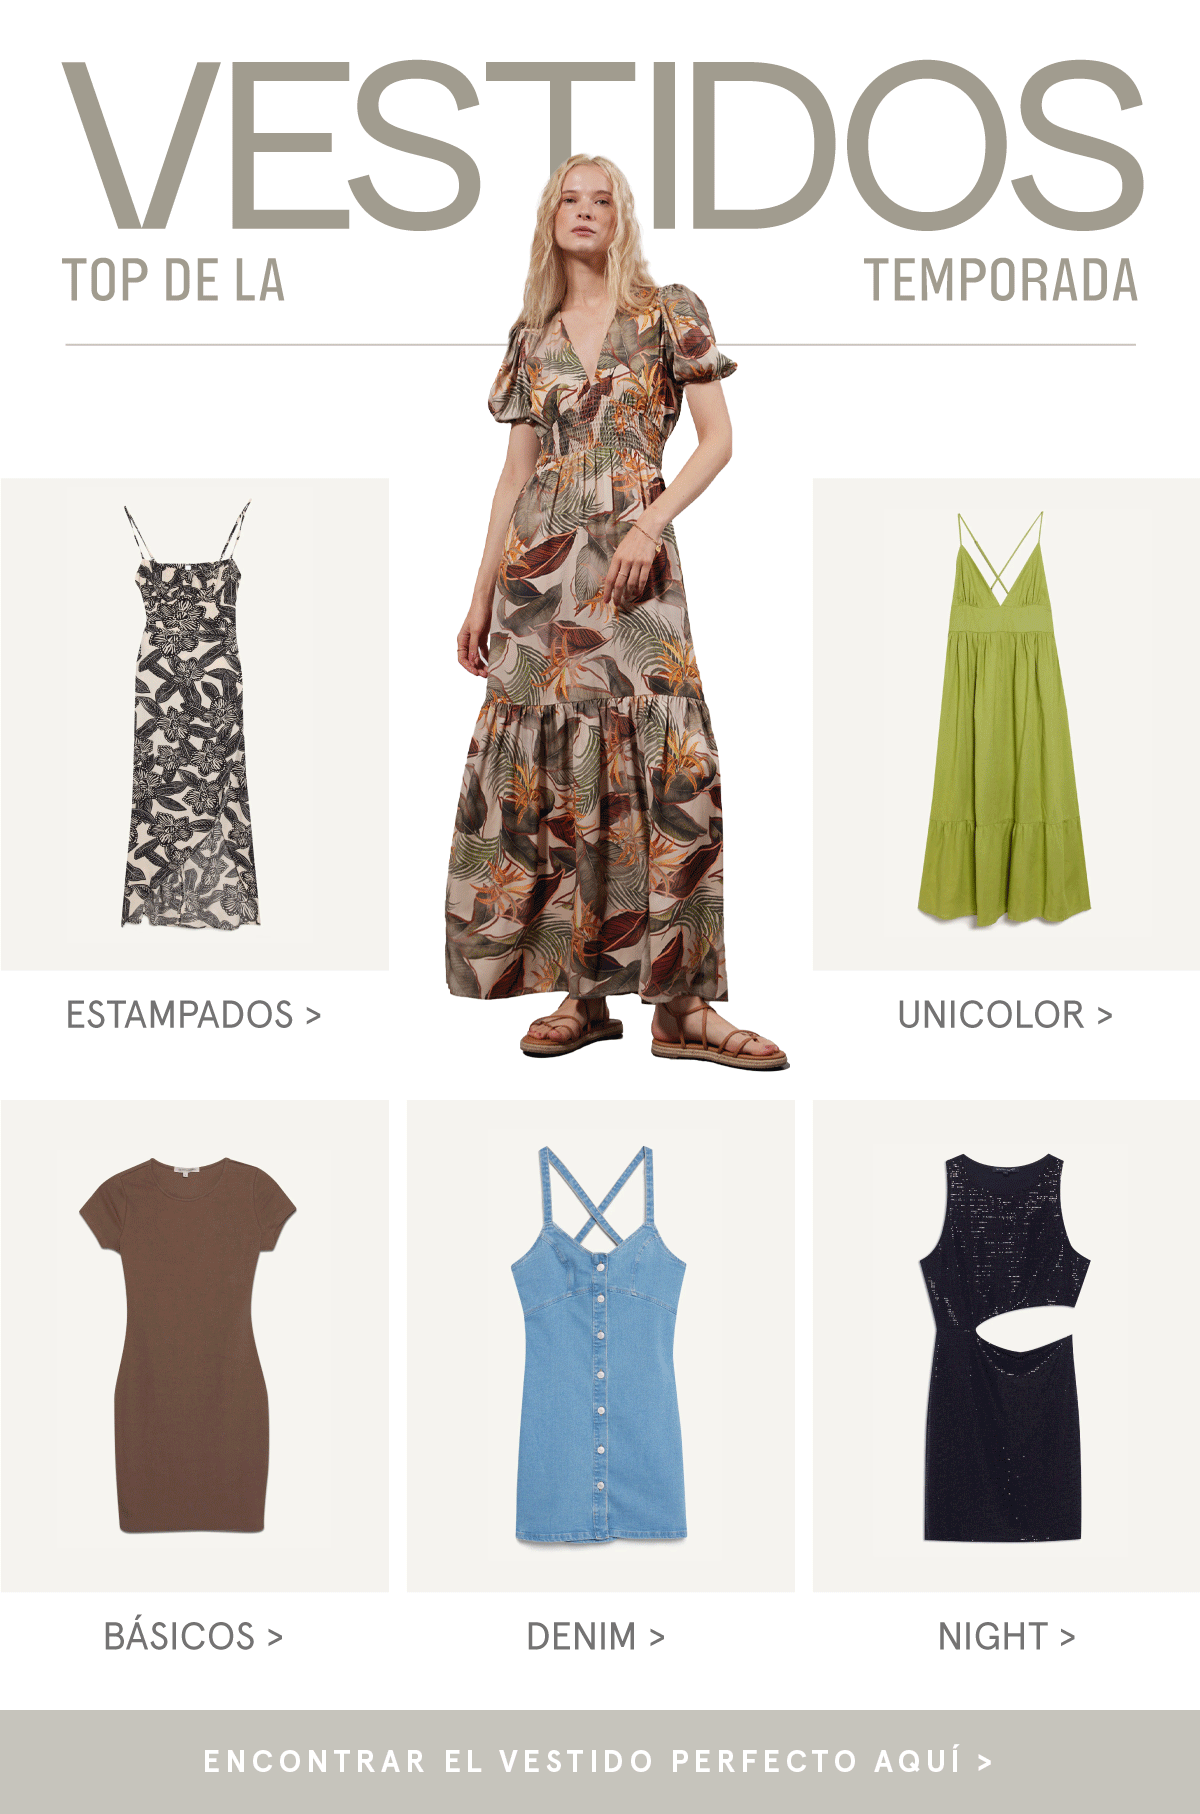 VESTIDOS
TOP DE LA TEMPORADA
ESTAMPADOS >
UNICOLOR >
BÁSICOS >
DENIM >
NIGHT >
ENCONTRAR EL VESTIDO PERFECTO AQUÍ >